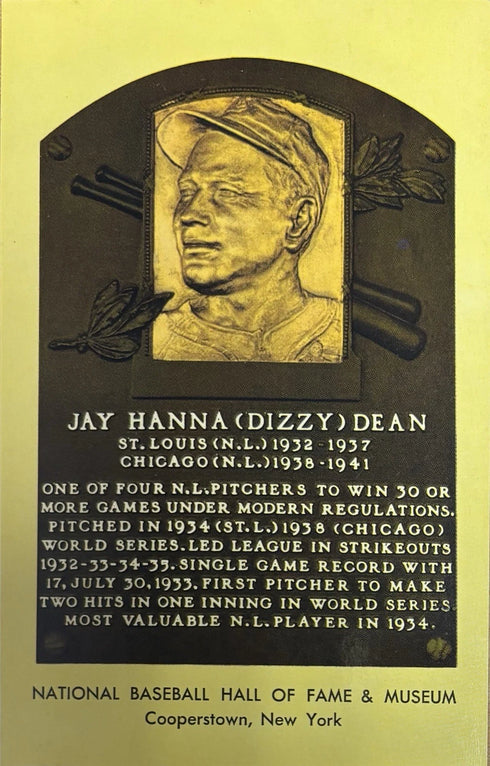 JAY HANNA (DIZZY) DEAN
ST. LOUIS (N.L.) 1932-1937
CHICAGO (N.L.) 1938-1941
ONE OF FOUR N.L. PITCHERS TO WIN 30 OR
MORE GAMES UNDER MODERN REGULATIONS.
PITCHED IN 1934 (ST.L.) 1938 (CHICAGO)
WORLD SERIES. LED LEAGUE IN STRIKEOUTS
1932-33-34-35. SINGLE GAME RECORD WITH
17, JULY 30, 1933. FIRST PITCHER TO MAKE
TWO HITS IN ONE INNING IN WORLD SERIES.
MOST VALUABLE N.L. PLAYER IN 1934.
NATIONAL BASEBALL HALL OF FAME & MUSEUM
Cooperstown, New York